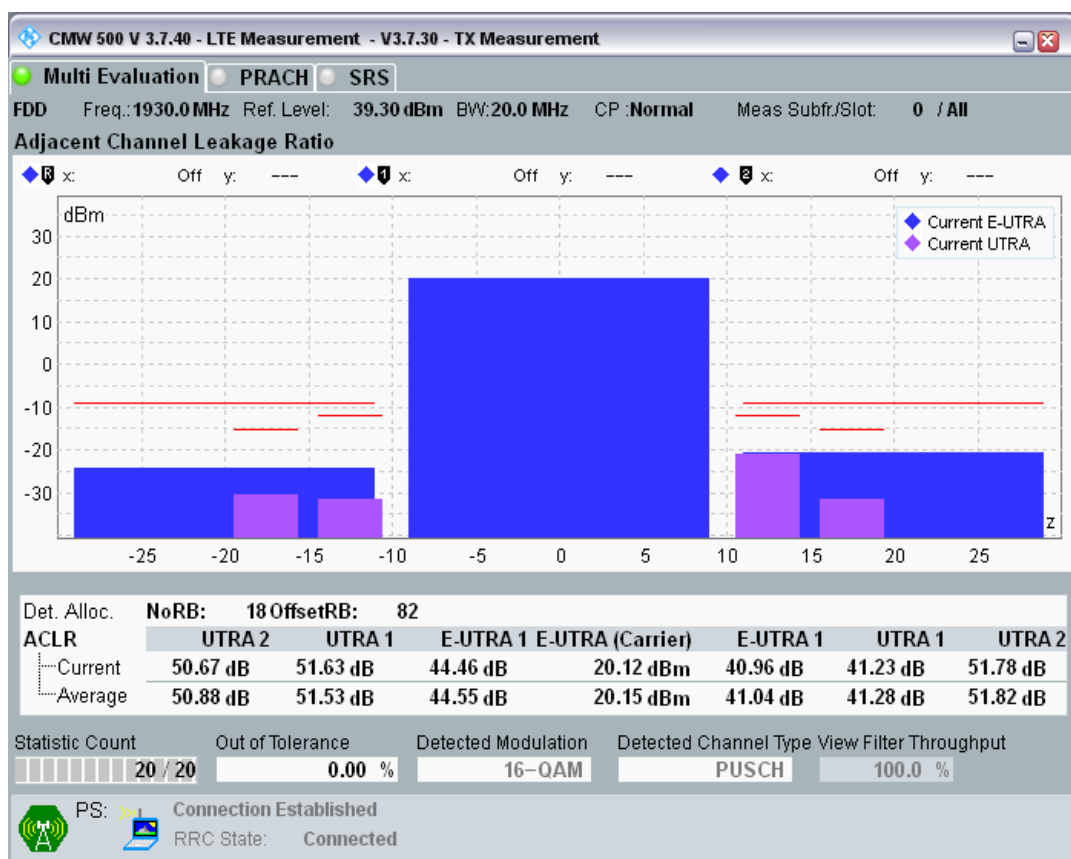 CMW 500 V 3.7.40 - LTE Measurement - V3.7.30 - TX Measurement
Multi Evaluation PRACH SRS
FDD Freq.: 1930.0 MHz Ref. Level: 39.30 dBm BW: 20.0 MHz CP : Normal Meas Subfr./Slot: 0 / All
Adjacent Channel Leakage Ratio
R x: Off y: --- 1 x: Off y: --- 2 x: Off y: ---
dBm
Current E-UTRA
Current UTRA
30
20
10
0
-10
-20
-30
z
-25 -20 -15 -10 -5 0 5 10 15 20 25
Det. Alloc. NoRB: 18 OffsetRB: 82
ACLR UTRA 2 UTRA 1 E-UTRA 1 E-UTRA (Carrier) E-UTRA 1 UTRA 1 UTRA 2
Current 50.67 dB 51.63 dB 44.46 dB 20.12 dBm 40.96 dB 41.23 dB 51.78 dB
Average 50.88 dB 51.53 dB 44.55 dB 20.15 dBm 41.04 dB 41.28 dB 51.82 dB
Statistic Count Out of Tolerance Detected Modulation Detected Channel Type View Filter Throughput
20 / 20 0.00 % 16-QAM PUSCH 100.0 %
PS: Connection Established
RRC State: Connected